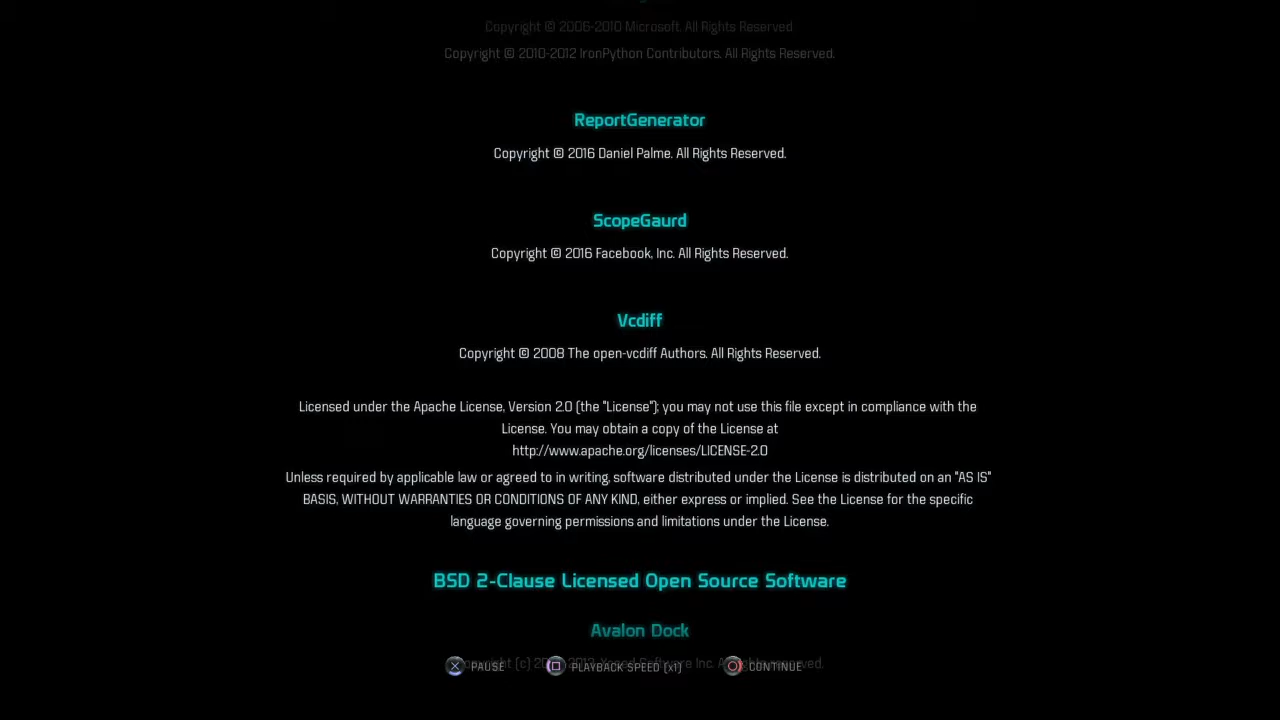 Copyright © 2006-2010 Microsoft. All Rights Reserved.
Copyright © 2010-2012 IronPython Contributors. All Rights Reserved.
ReportGenerator
Copyright © 2016 Daniel Palme. All Rights Reserved.
ScopeGaurd
Copyright © 2016 Facebook, Inc. All Rights Reserved.
Vcdiff
Copyright © 2008 The open-vcdiff Authors. All Rights Reserved.
Licensed under the Apache License, Version 2.0 (the "License"); you may not use this file except in compliance with the
License. You may obtain a copy of the License at
http://www.apache.org/licenses/LICENSE-2.0
Unless required by applicable law or agreed to in writing, software distributed under the License is distributed on an "AS IS"
BASIS, WITHOUT WARRANTIES OR CONDITIONS OF ANY KIND, either express or implied. See the License for the specific
language governing permissions and limitations under the License.
BSD 2-Clause Licensed Open Source Software
Avalon Dock
(c) Software Inc. reserved.
PAUSE PLAYBACK SPEED (x1) CONTINUE